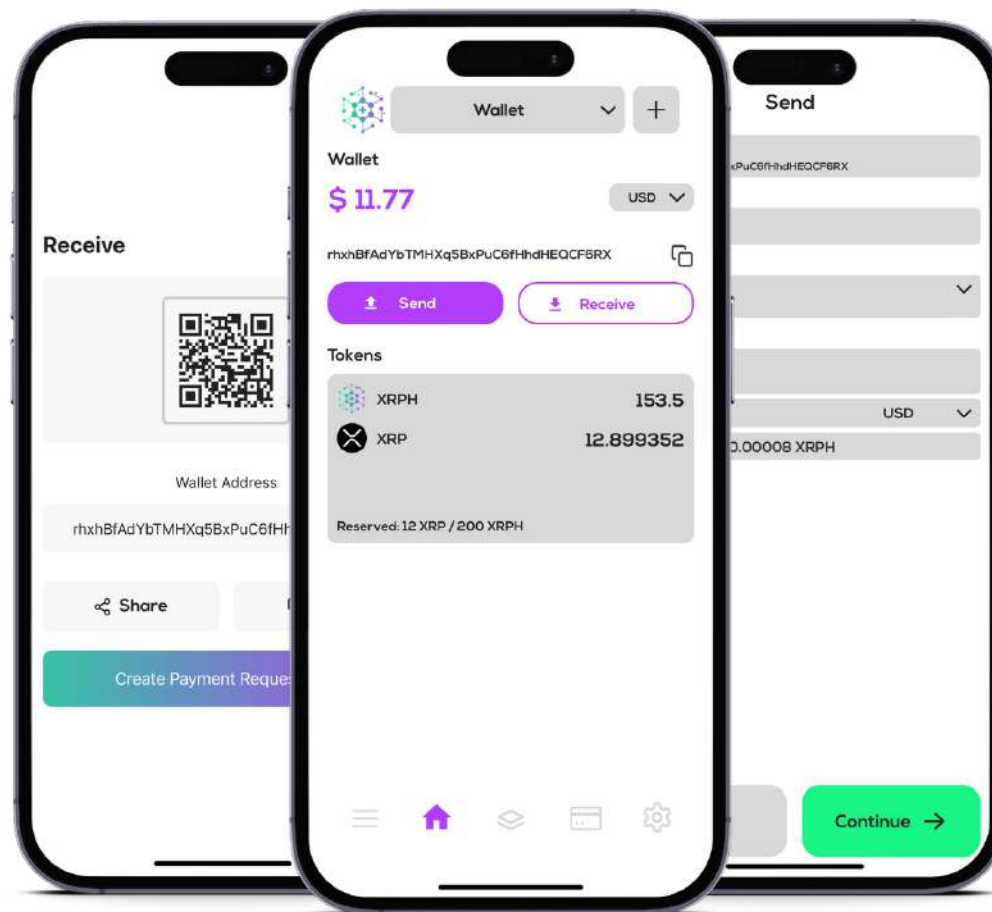 Receive
Wallet Address
rhxhBfAdYbTMHXq5BxPuC6fHh
Share
Create Payment Reques
Wallet
Wallet
$ 11.77
USD
rhxhBfAdYbTMHXq5BxPuC6fHhdHEQCF6RX
Send
Receive
Tokens
XRPH
153.5
XRP
12.899352
Reserved: 12 XRP / 200 XRPH
Send
xPuC6fHhdHEQCF6RX
USD
0.00008 XRPH
Continue